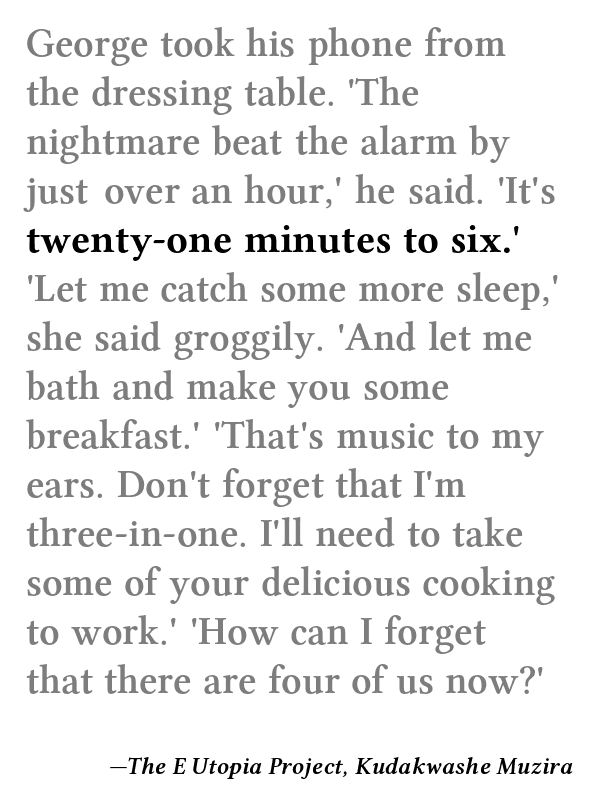 George took his phone from
the dressing table. 'The
nightmare beat the alarm by
just over an hour,' he said. 'It's
twenty-one minutes to six.'
'Let me catch some more sleep,'
she said groggily. 'And let me
bath and make you some
breakfast.' 'That's music to my
ears. Don't forget that I'm
three-in-one. I'll need to take
some of your delicious cooking
to work.' 'How can I forget
that there are four of us now?'
—The E Utopia Project, Kudakwashe Muzira